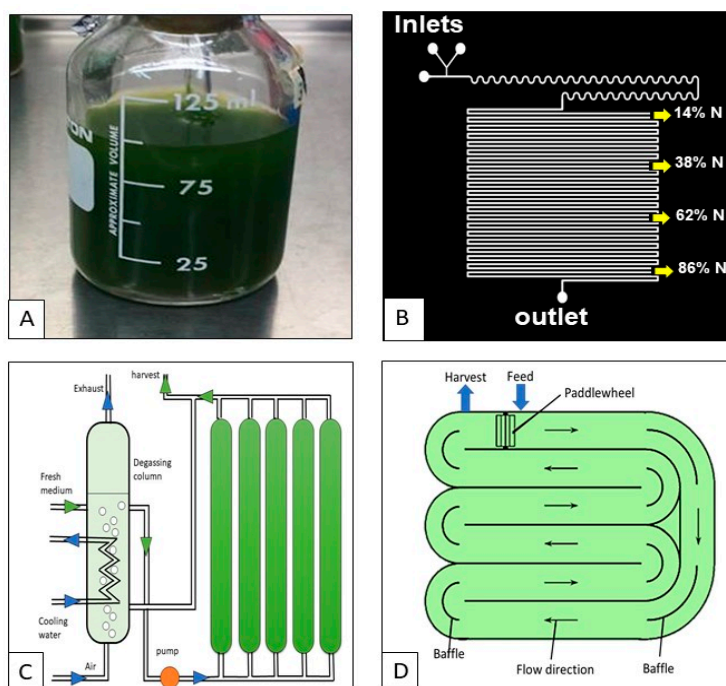 TON
APPROXIMATE VOLUME
125 ml
75
25
A
Inlets
14% N
38% N
62% N
86% N
outlet
B
harvest
Exhaust
Degassing
column
Fresh
medium
Cooling
water
Air
pump
C
Harvest
Feed
Paddlewheel
Baffle
Flow direction
Baffle
D